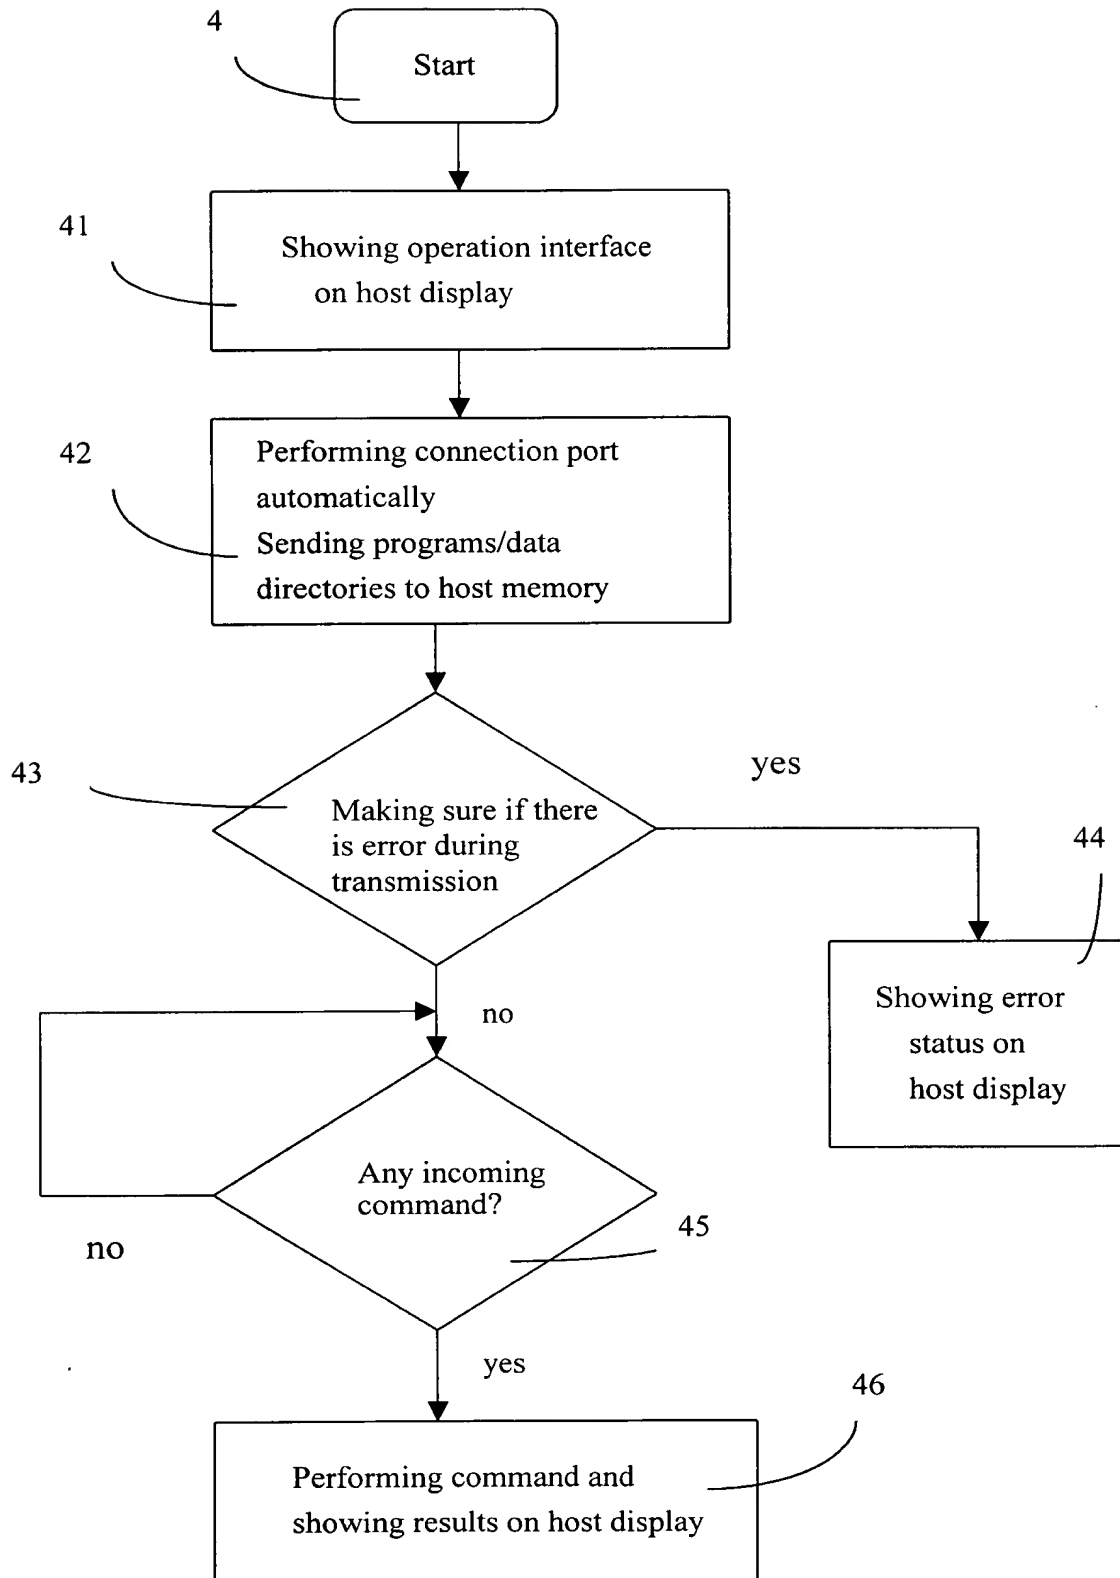 4
Start
41
Showing operation interface
on host display
42
Performing connection port
automatically
Sending programs/data
directories to host memory
43
yes
Making sure if there
is error during
transmission
44
no
Showing error
status on
host display
Any incoming
command?
45
no
yes
46
Performing command and
showing results on host display